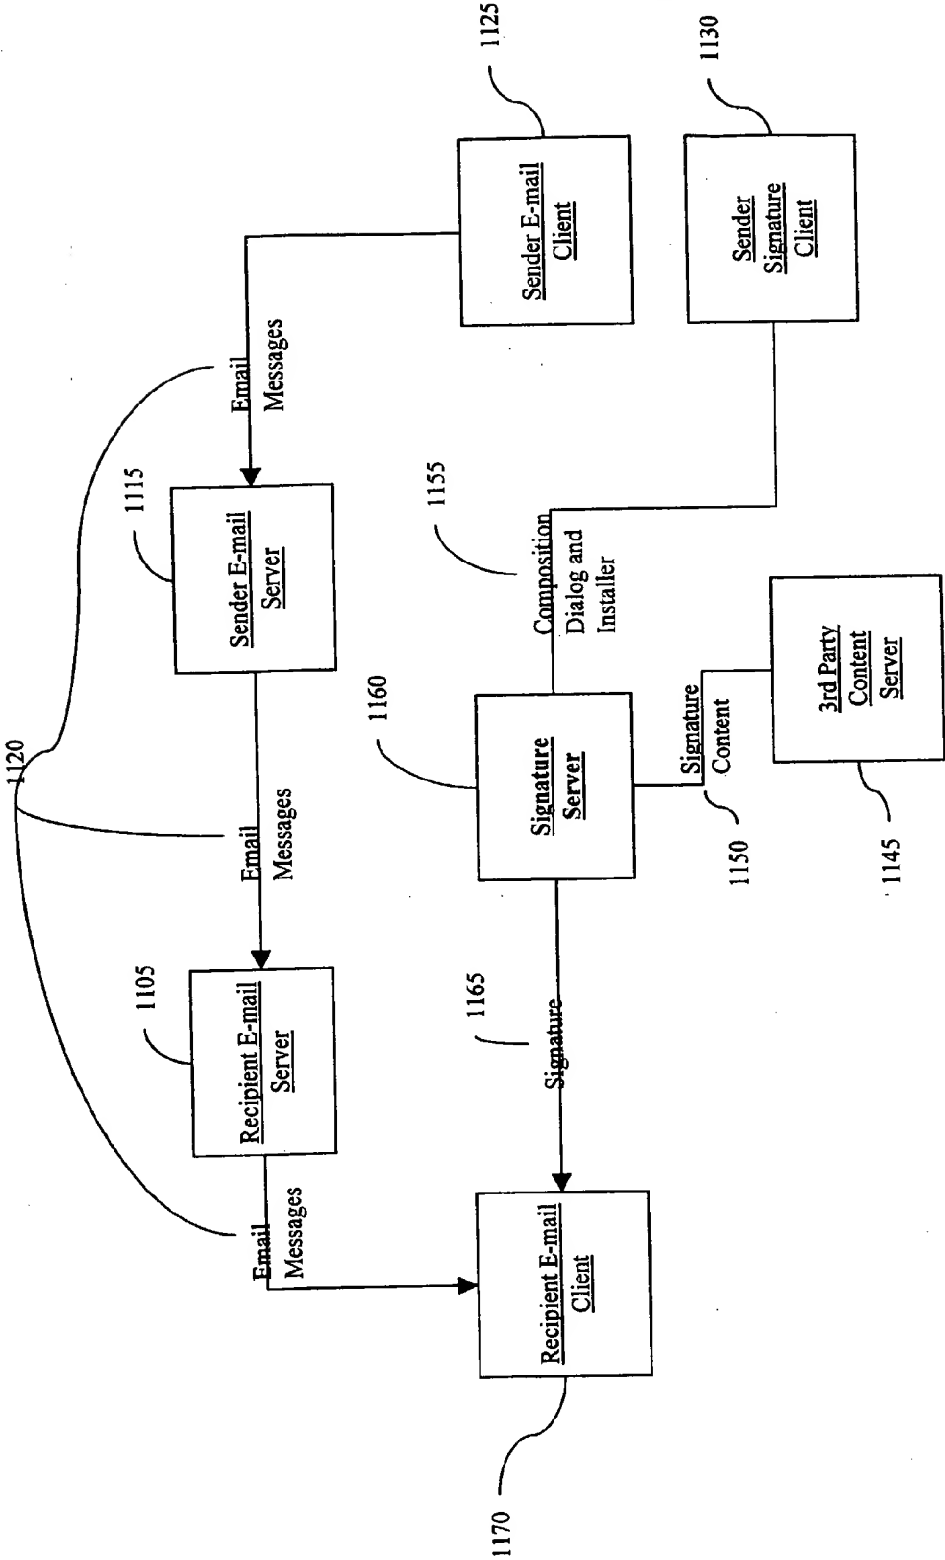 1120
1105
1115
Email
Messages
Recipient E-mail
Server
Email
Messages
Sender E-mail
Server
Email
Messages
1170
1165
1160
1155
1125
Recipient E-mail
Client
Signature
Signature
Server
Composition
Dialog and
Installer
Sender E-mail
Client
1150
Signature
Content
1130
Sender
Signature
Client
1145
3rd Party
Content
Server